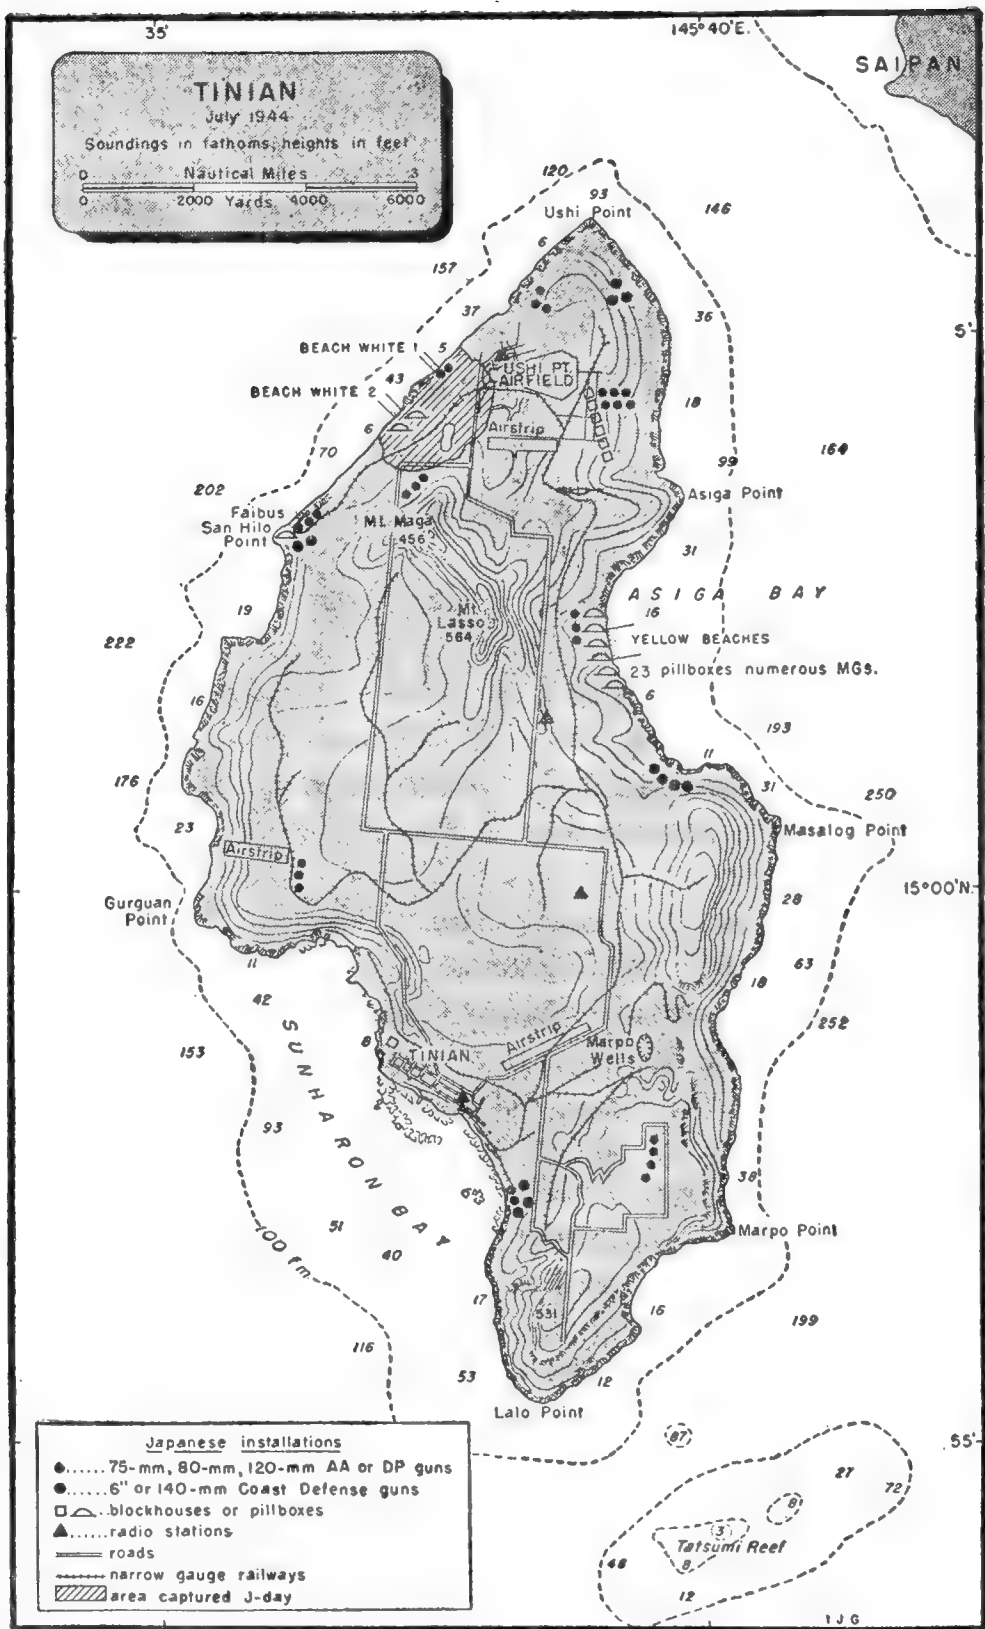 35'
145°40'E.
SAIPAN
TINIAN
July 1944
Soundings in fathoms, heights in feet
0 Nautical Miles 3
0 2000 Yards 4000 6000
120
93
Ushi Point
146
6
157
37
36
5'
BEACH WHITE 1
5
USHI PT.
AIRFIELD
43
BEACH WHITE 2
18
6
Airstrip
70
164
99
202
Asiga Point
Faibus
San Hilo
Point
Mt. Maga
456
31
ASIGA BAY
16
19
Mt.
Lasso
564
YELLOW BEACHES
222
23 pillboxes numerous MGs.
6
16
193
11
176
31
250
23
Masalog Point
Airstrip
28
15°00'N.
Gurguan
Point
11
63
18
42
SUNHARON BAY
252
153
8
TINIAN
Airstrip
Marpo
Wells
93
38
6
51
Marpo Point
40
100 fm.
17
531
16
199
116
53
12
Lalo Point
Japanese installations
......75-mm, 80-mm, 120-mm AA or DP guns
......6" or 140-mm Coast Defense guns
..blockhouses or pillboxes
......radio stations
roads
narrow gauge railways
area captured J-day
87
55'
27
72
8
3
Tatsumi Reef
8
48
12